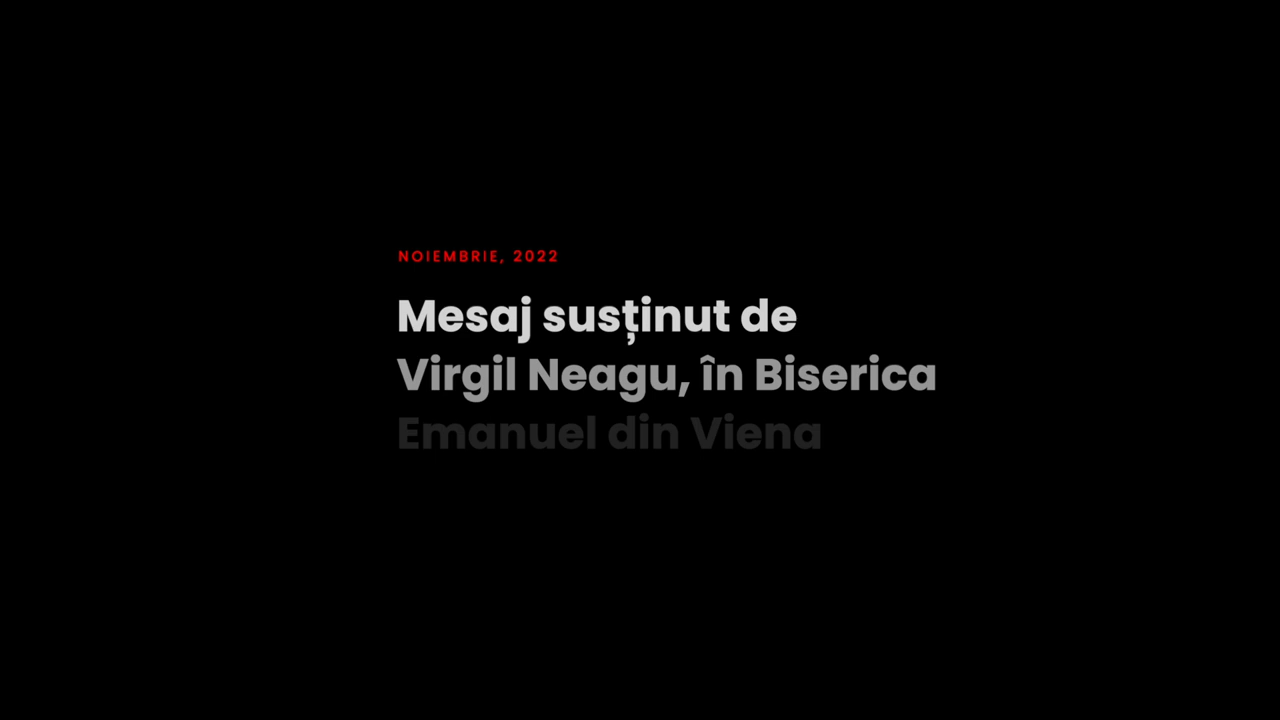 NOIEMBRIE, 2022
Mesaj susținut de
Virgil Neagu, în Biserica
Emanuel din Viena